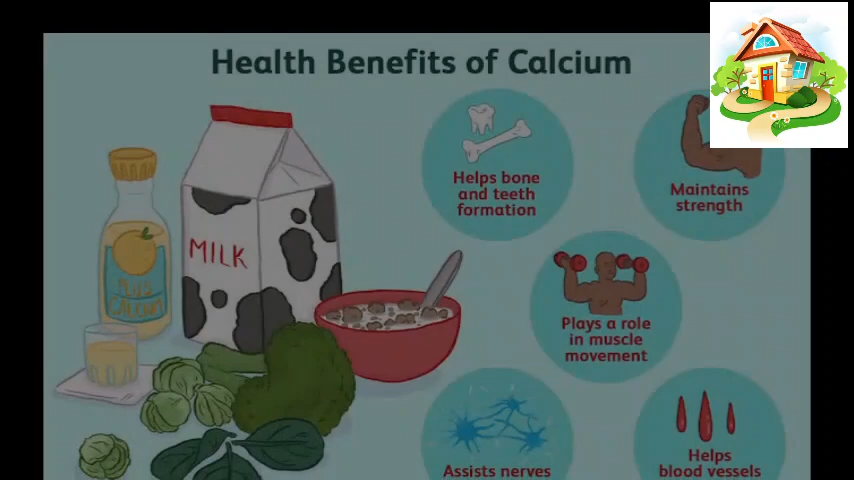 Health Benefits of Calcium
Helps bone
and teeth
formation
Maintains
strength
MILK
PLUS
CALCIUM
Plays a role
in muscle
movement
Assists nerves
Helps
blood vessels